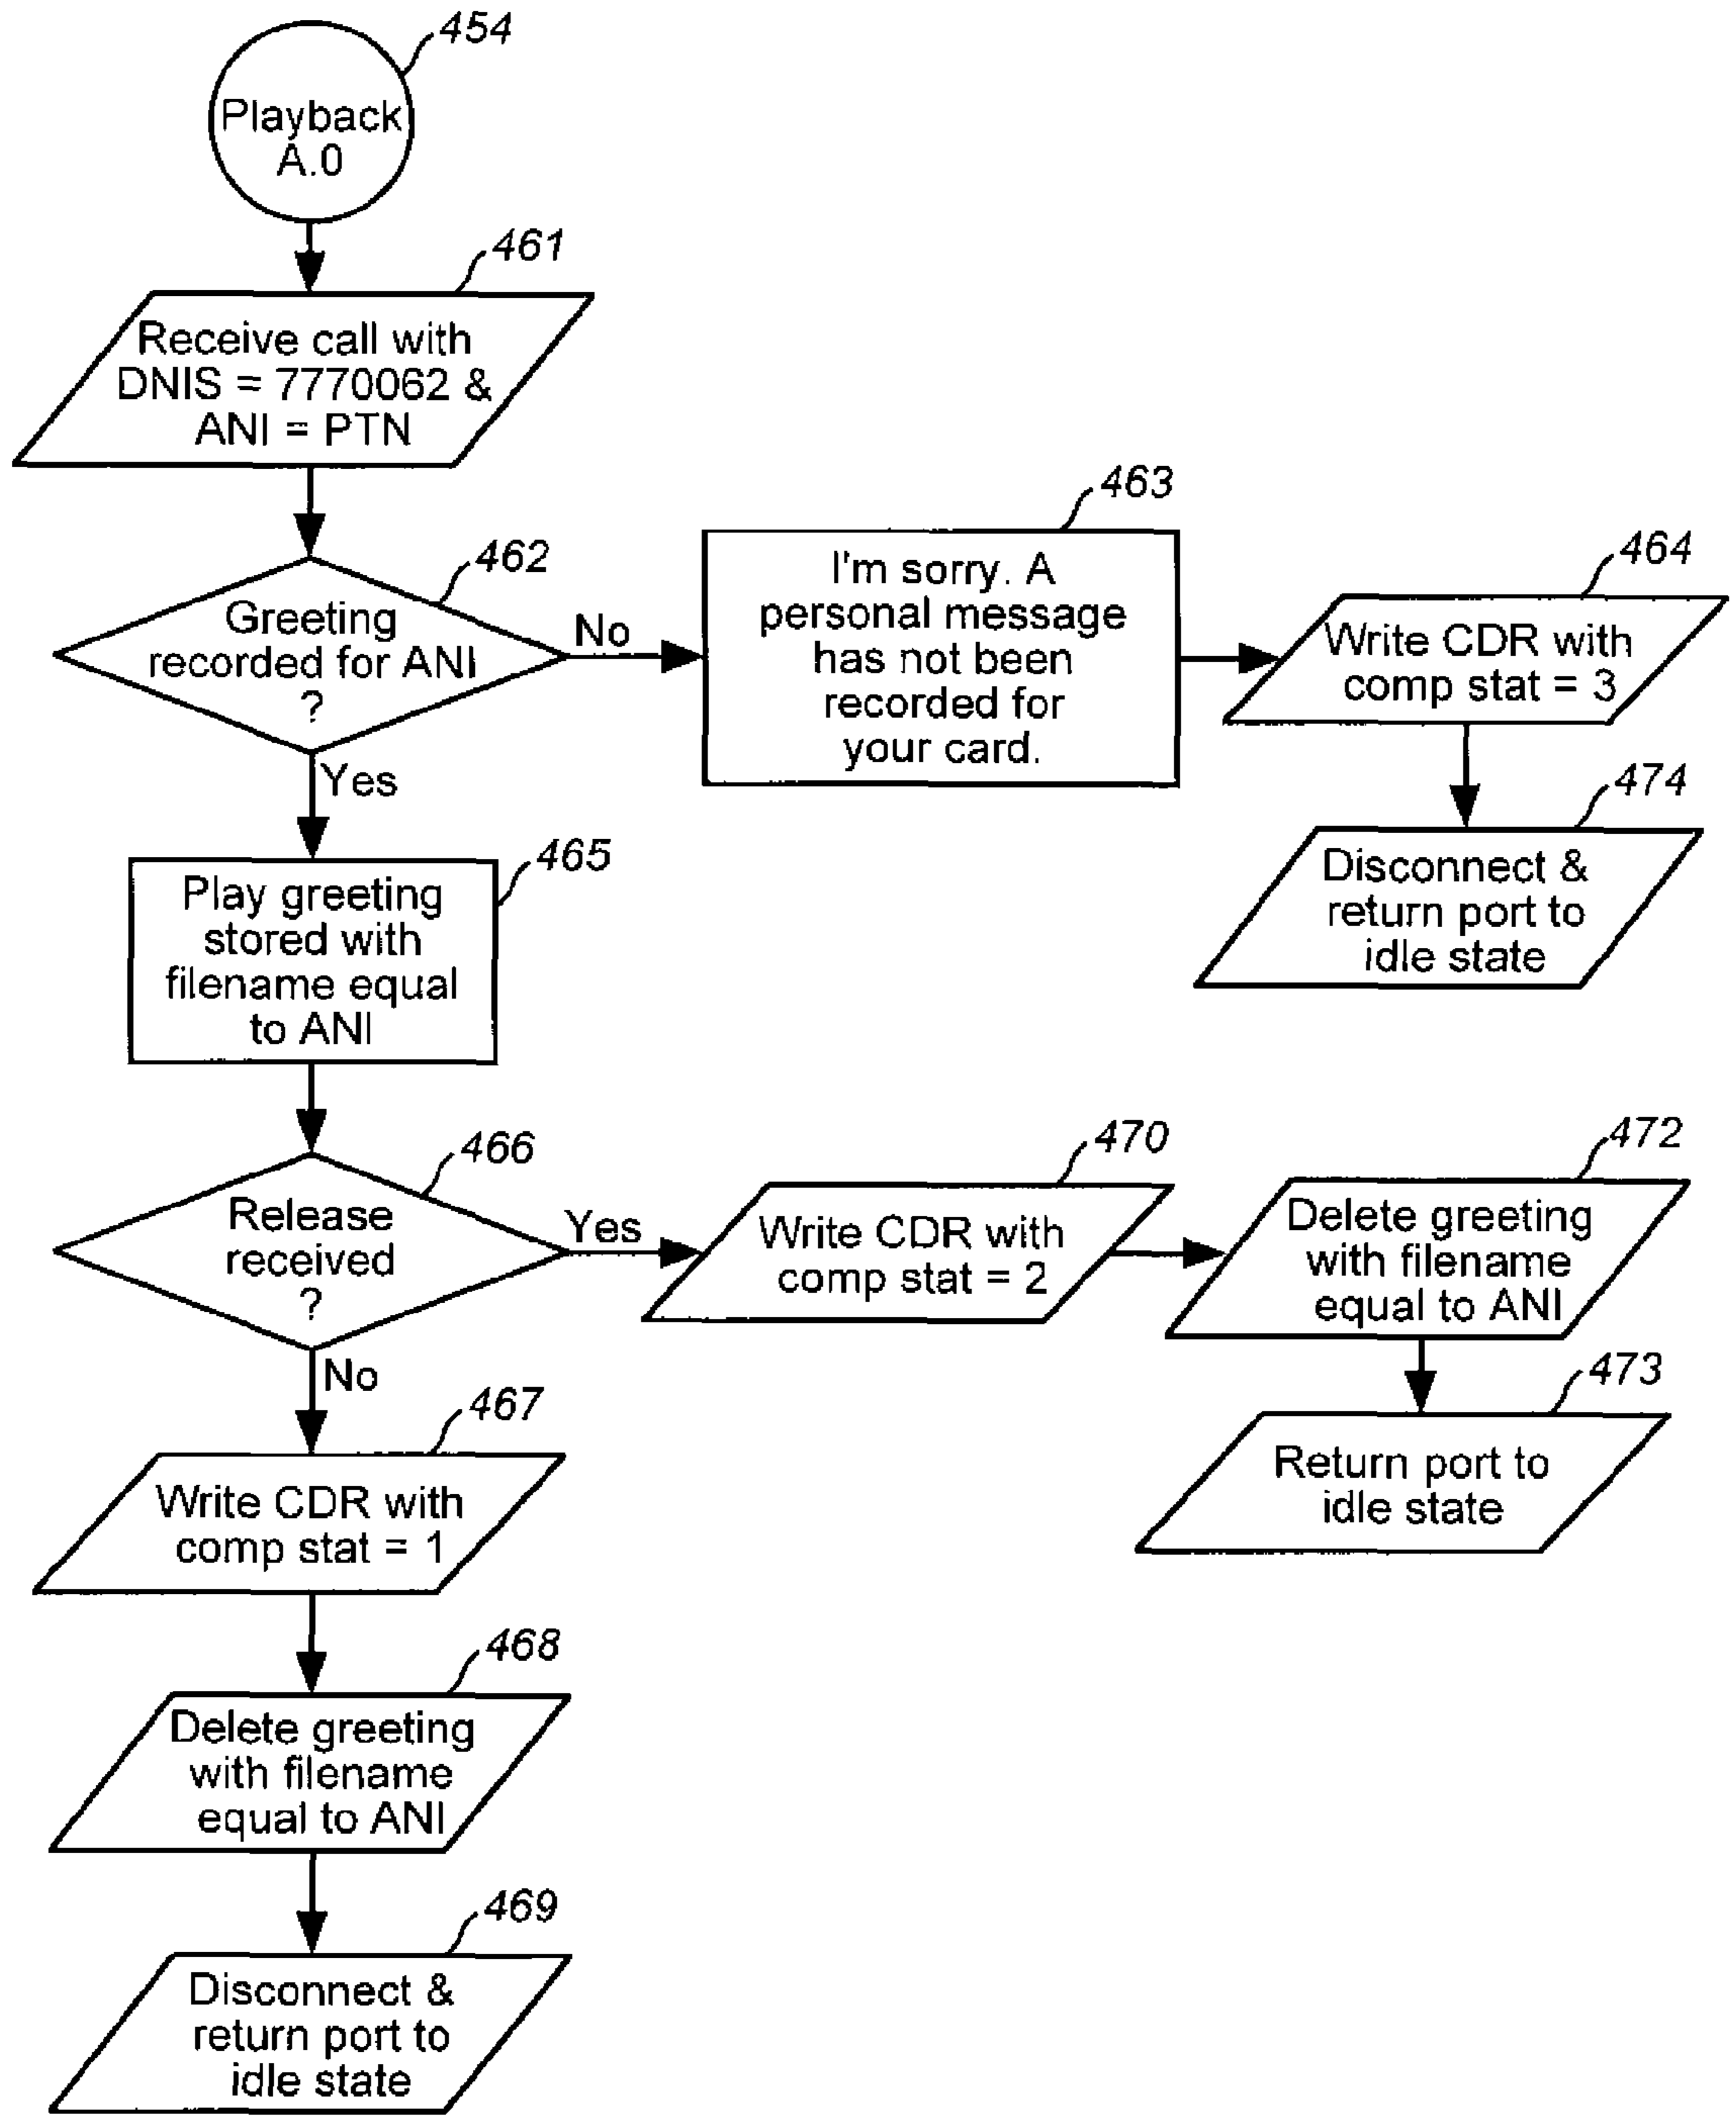 454
Playback
A.0
461
Receive call with
DNIS = 7770062 &
ANI = PTN
462
Greeting
recorded for ANI
?
No
463
I'm sorry. A
personal message
has not been
recorded for
your card.
464
Write CDR with
comp stat = 3
474
Disconnect &
return port to
idle state
Yes
465
Play greeting
stored with
filename equal
to ANI
466
Release
received
?
Yes
470
Write CDR with
comp stat = 2
472
Delete greeting
with filename
equal to ANI
473
Return port to
idle state
No
467
Write CDR with
comp stat = 1
468
Delete greeting
with filename
equal to ANI
469
Disconnect &
return port to
idle state